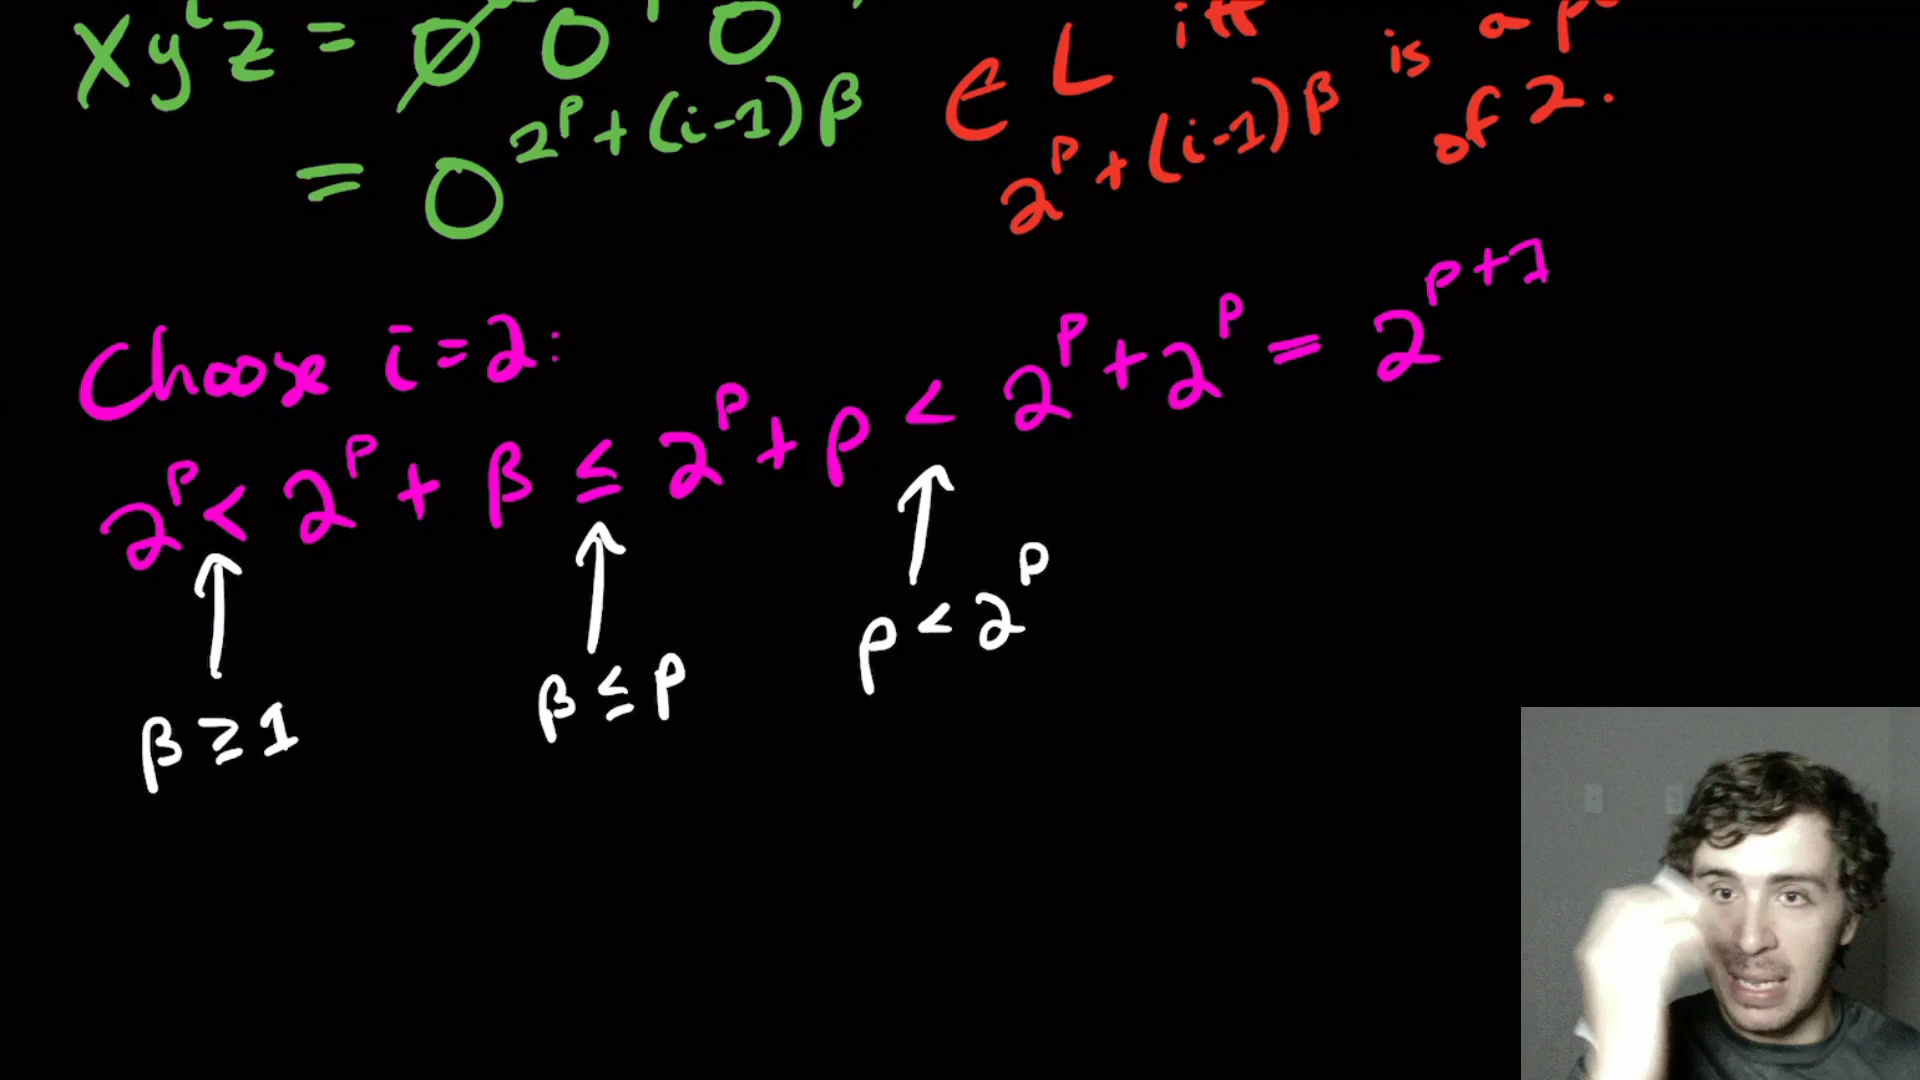 xy^i z = 0 0 0
= 0^{2^p + (i-1)β}
∈ L iff
2^p + (i-1)β is a
of 2.
Choose i=2:
2^p < 2^p + β ≤ 2^p + p < 2^p + 2^p = 2^{p+1}
β ≥ 1
β ≤ p
p < 2^p